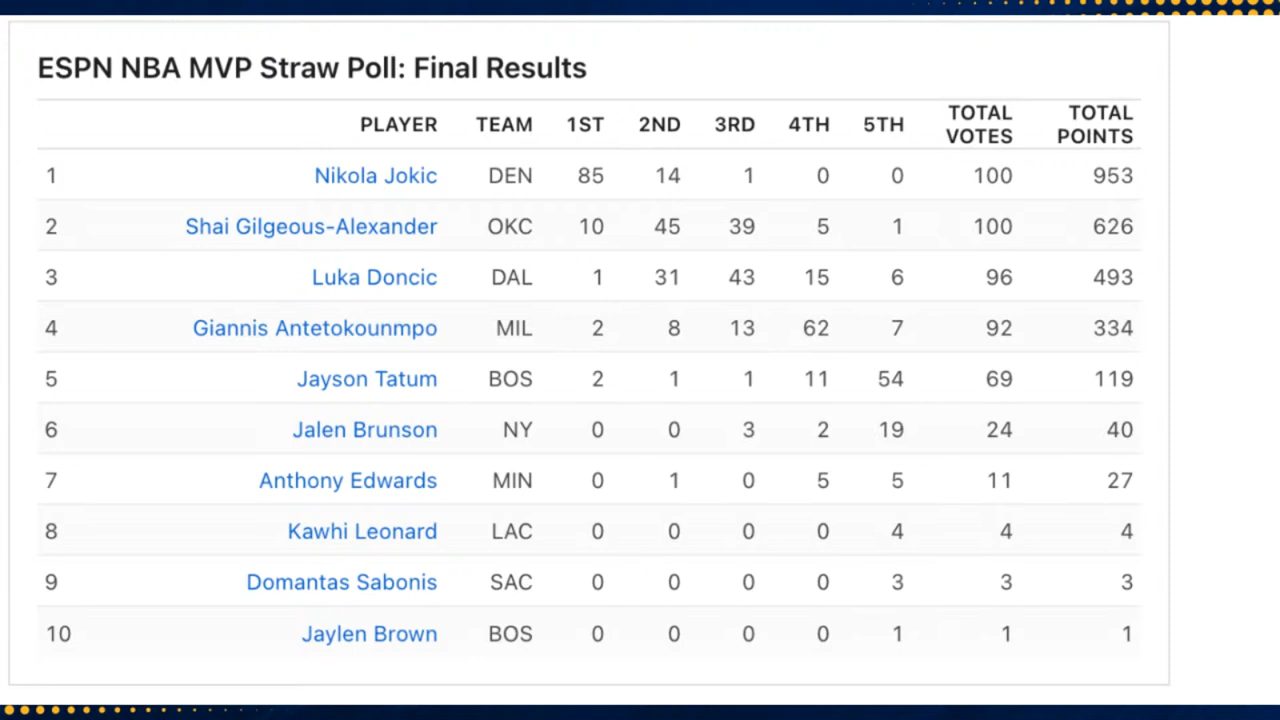 ESPN NBA MVP Straw Poll: Final Results
PLAYER TEAM 1ST 2ND 3RD 4TH 5TH TOTAL VOTES TOTAL POINTS
1 Nikola Jokic DEN 85 14 1 0 0 100 953
2 Shai Gilgeous-Alexander OKC 10 45 39 5 1 100 626
3 Luka Doncic DAL 1 31 43 15 6 96 493
4 Giannis Antetokounmpo MIL 2 8 13 62 7 92 334
5 Jayson Tatum BOS 2 1 1 11 54 69 119
6 Jalen Brunson NY 0 0 3 2 19 24 40
7 Anthony Edwards MIN 0 1 0 5 5 11 27
8 Kawhi Leonard LAC 0 0 0 0 4 4 4
9 Domantas Sabonis SAC 0 0 0 0 3 3 3
10 Jaylen Brown BOS 0 0 0 0 1 1 1